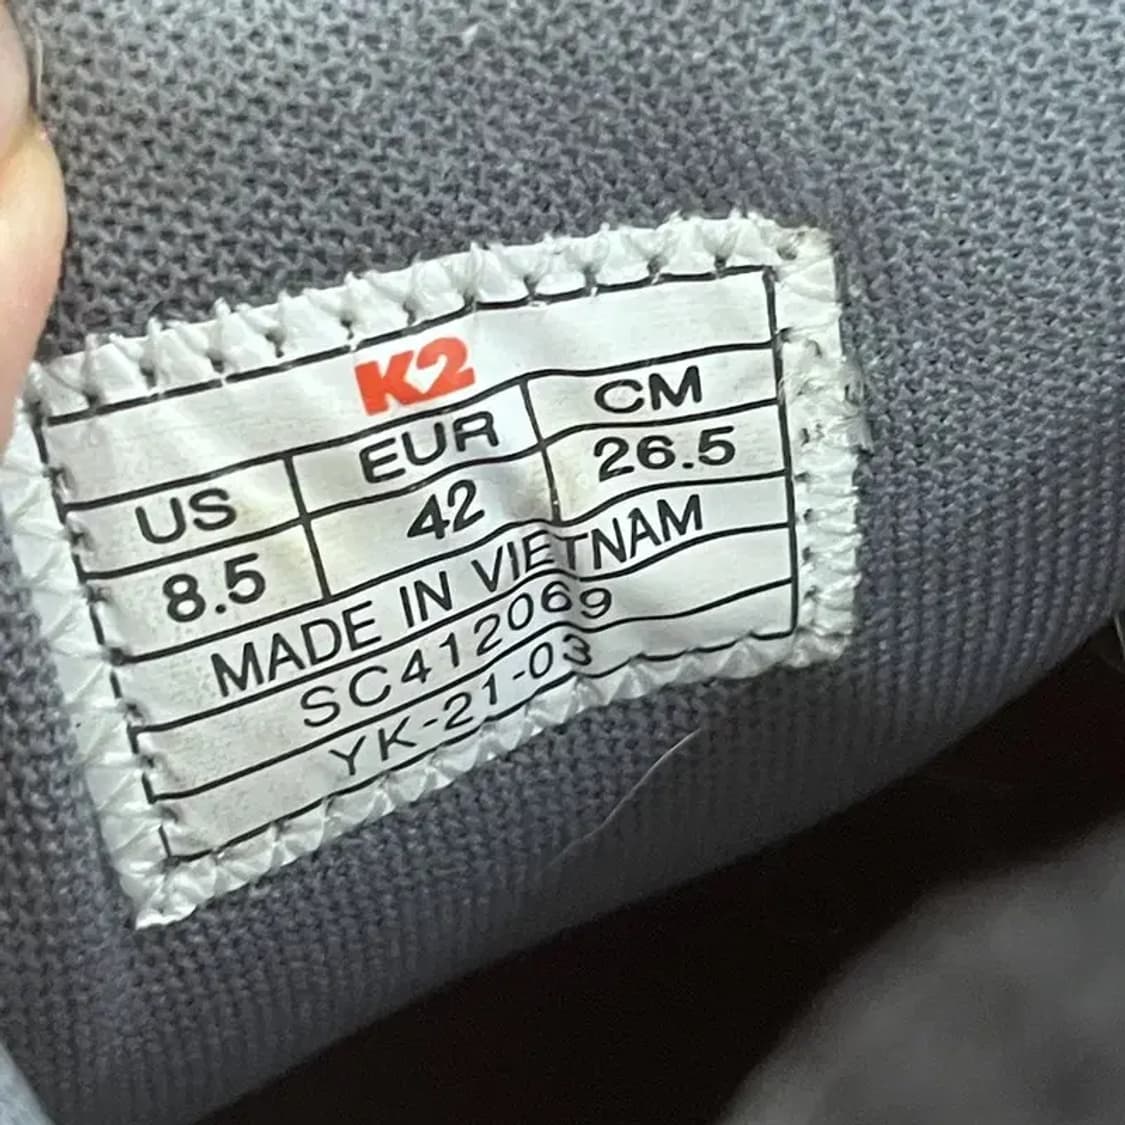 K2
US EUR CM
8.5 42 26.5
MADE IN VIETNAM
SC412069
YK-21-03